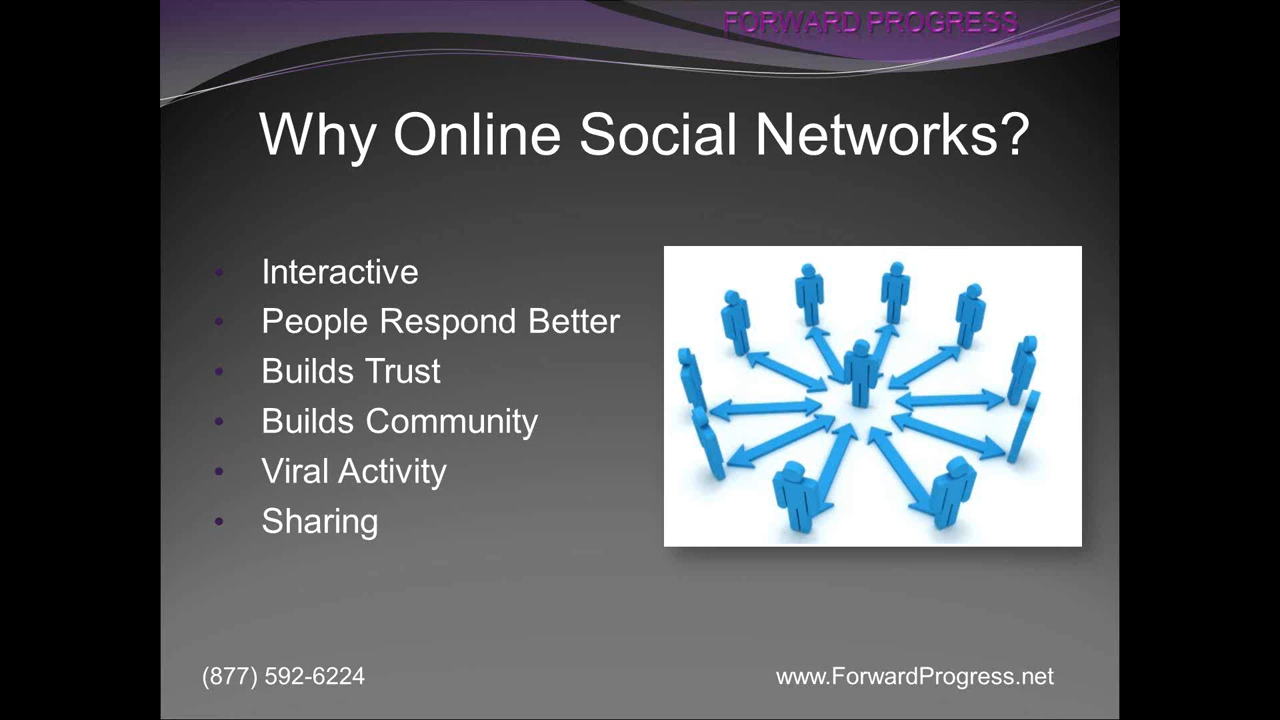 FORWARD PROGRESS
Why Online Social Networks?
• Interactive
• People Respond Better
• Builds Trust
• Builds Community
• Viral Activity
• Sharing
(877) 592-6224
www.ForwardProgress.net